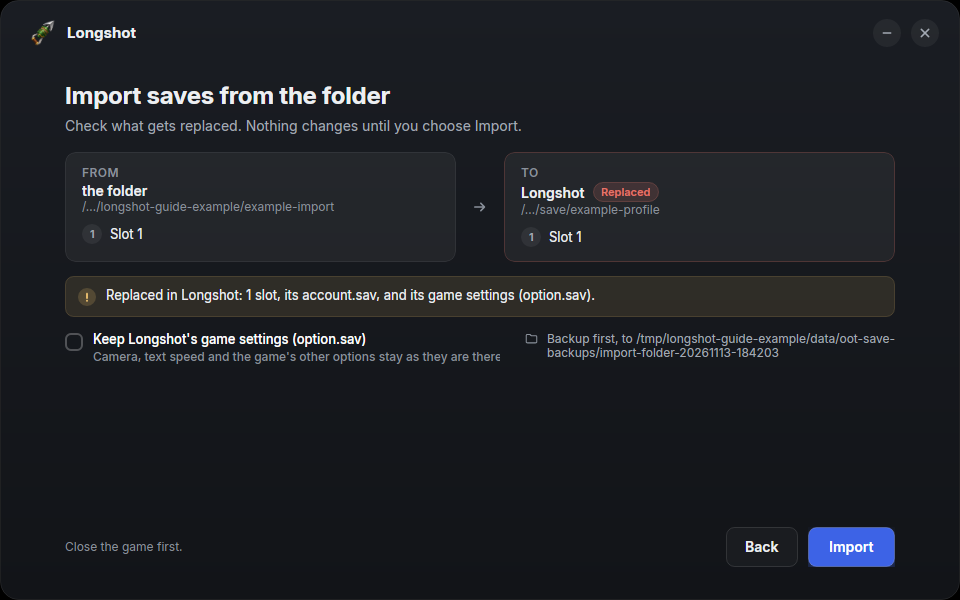 Longshot
Import saves from the folder
Check what gets replaced. Nothing changes until you choose Import.
FROM
the folder
/.../longshot-guide-example/example-import
1 Slot 1
TO
Longshot Replaced
/.../save/example-profile
1 Slot 1
! Replaced in Longshot: 1 slot, its account.sav, and its game settings (option.sav).
Keep Longshot's game settings (option.sav)
Camera, text speed and the game's other options stay as they are there
Backup first, to /tmp/longshot-guide-example/data/oot-save-
backups/import-folder-20261113-184203
Close the game first.
Back
Import